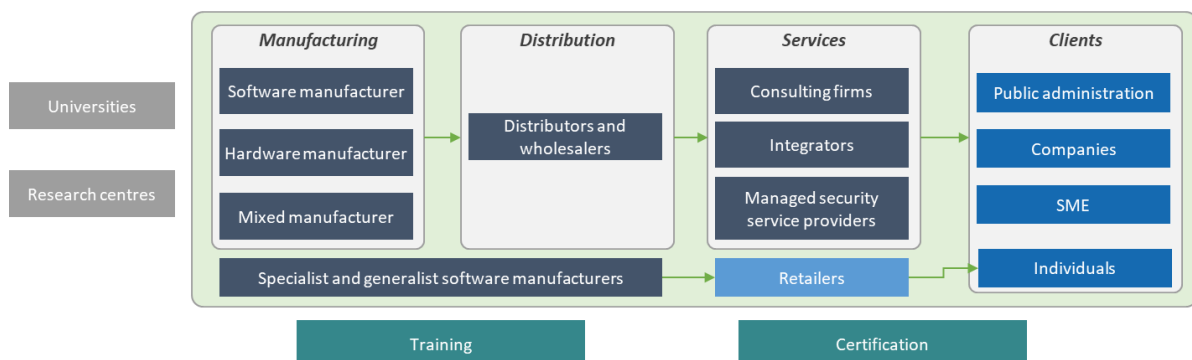 Manufacturing
Distribution
Services
Clients
Universities
Research centres
Software manufacturer
Hardware manufacturer
Mixed manufacturer
Distributors and
wholesalers
Consulting firms
Integrators
Managed security
service providers
Public administration
Companies
SME
Individuals
Specialist and generalist software manufacturers
Retailers
Training
Certification